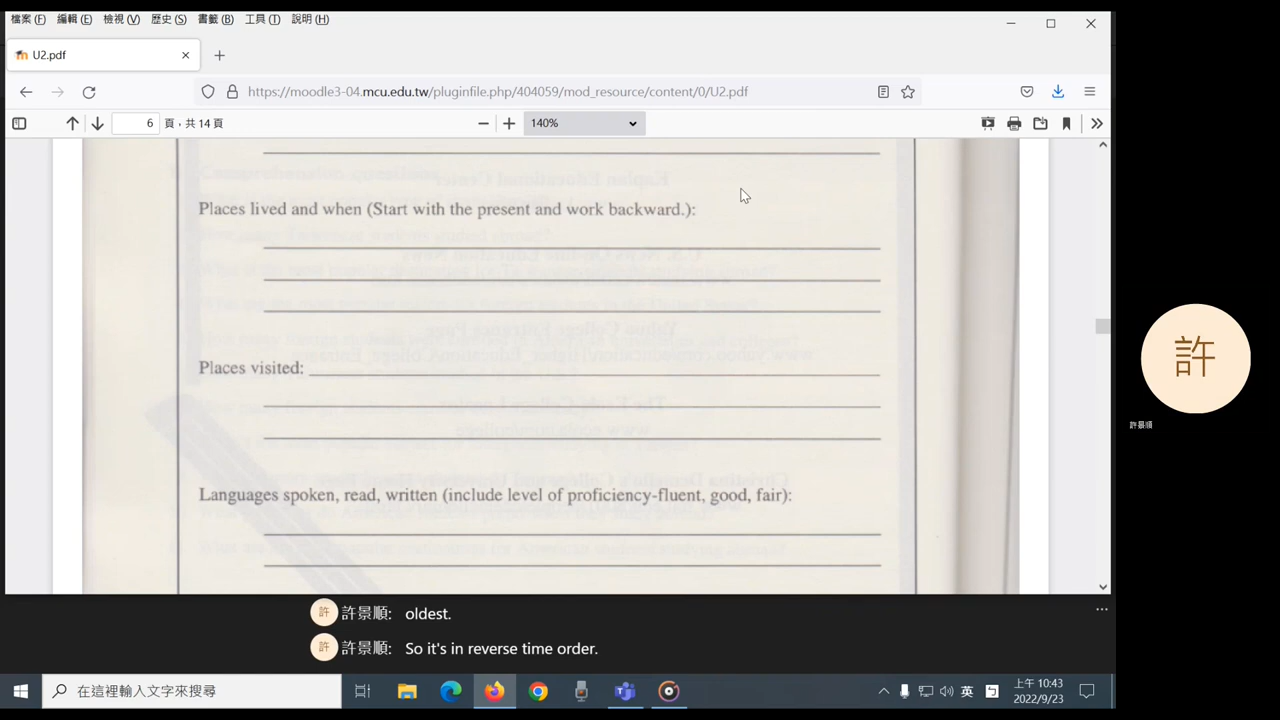 檔案 (F) 編輯 (E) 檢視 (V) 歷史 (S) 書籤 (B) 工具 (T) 說明 (H)
U2.pdf
https://moodle3-04.mcu.edu.tw/pluginfile.php/404059/mod_resource/content/0/U2.pdf
6 頁，共 14 頁
140%
Places lived and when (Start with the present and work backward.):
Places visited:
Languages spoken, read, written (include level of proficiency-fluent, good, fair):
許
許景順
許 許景順: oldest.
許 許景順: So it's in reverse time order.
在這裡輸入文字來搜尋
英
上午 10:43
2022/9/23